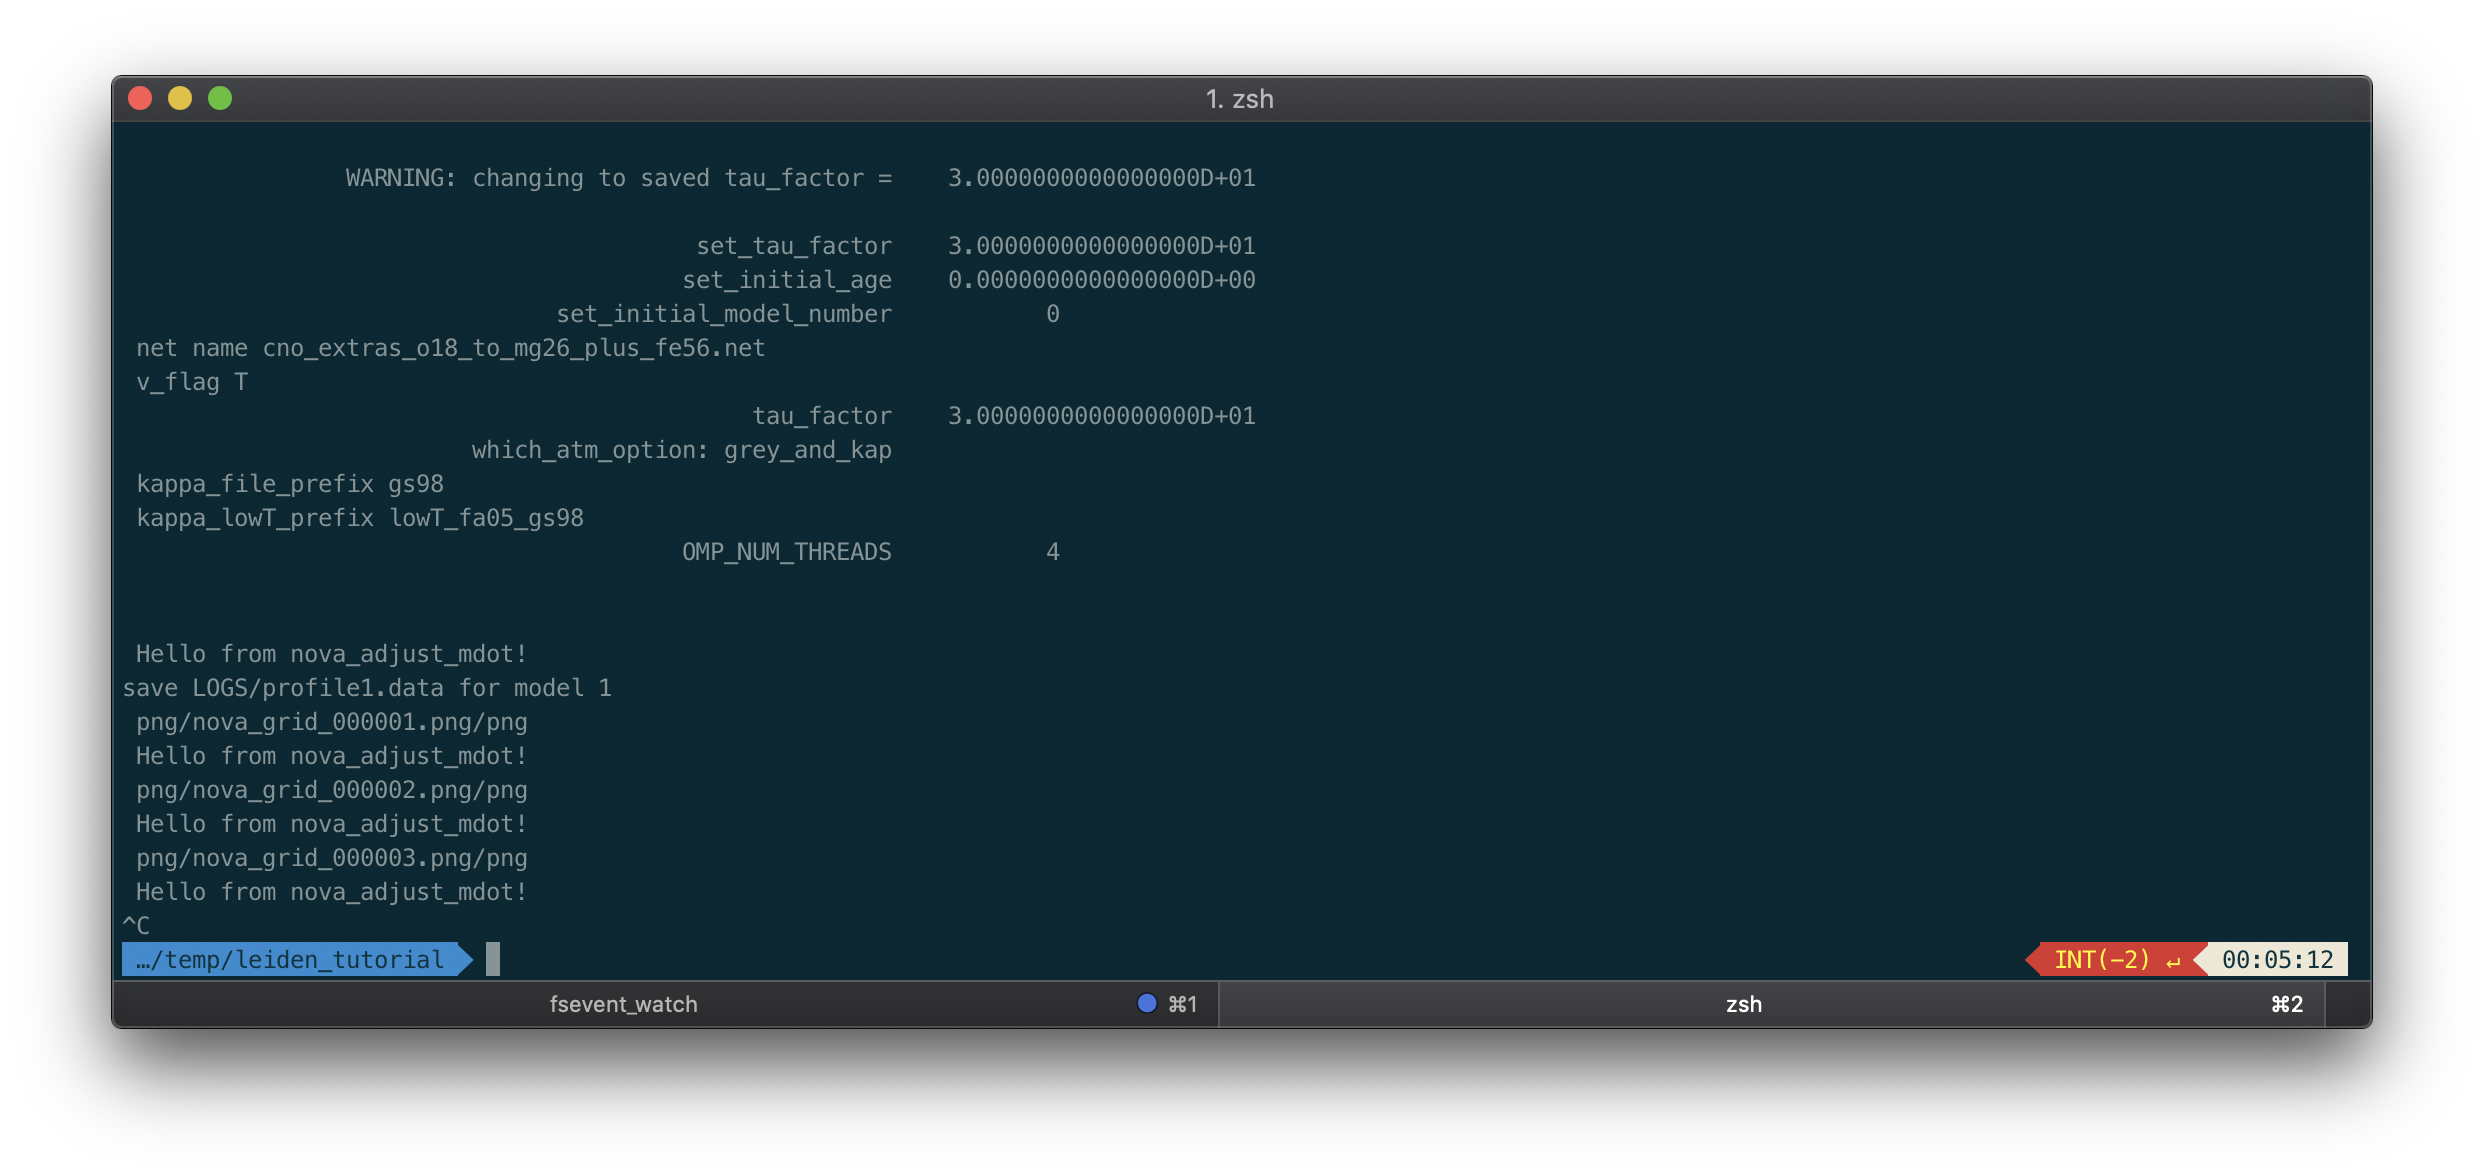 1. zsh
WARNING: changing to saved tau_factor =    3.0000000000000000D+01
set_tau_factor    3.0000000000000000D+01
set_initial_age    0.0000000000000000D+00
set_initial_model_number           0
net name cno_extras_o18_to_mg26_plus_fe56.net
v_flag T
tau_factor    3.0000000000000000D+01
which_atm_option: grey_and_kap
kappa_file_prefix gs98
kappa_lowT_prefix lowT_fa05_gs98
OMP_NUM_THREADS           4
Hello from nova_adjust_mdot!
save LOGS/profile1.data for model 1
png/nova_grid_000001.png/png
Hello from nova_adjust_mdot!
png/nova_grid_000002.png/png
Hello from nova_adjust_mdot!
png/nova_grid_000003.png/png
Hello from nova_adjust_mdot!
^C
…/temp/leiden_tutorial INT(-2) ↵ 00:05:12
fsevent_watch ⌘1 zsh ⌘2